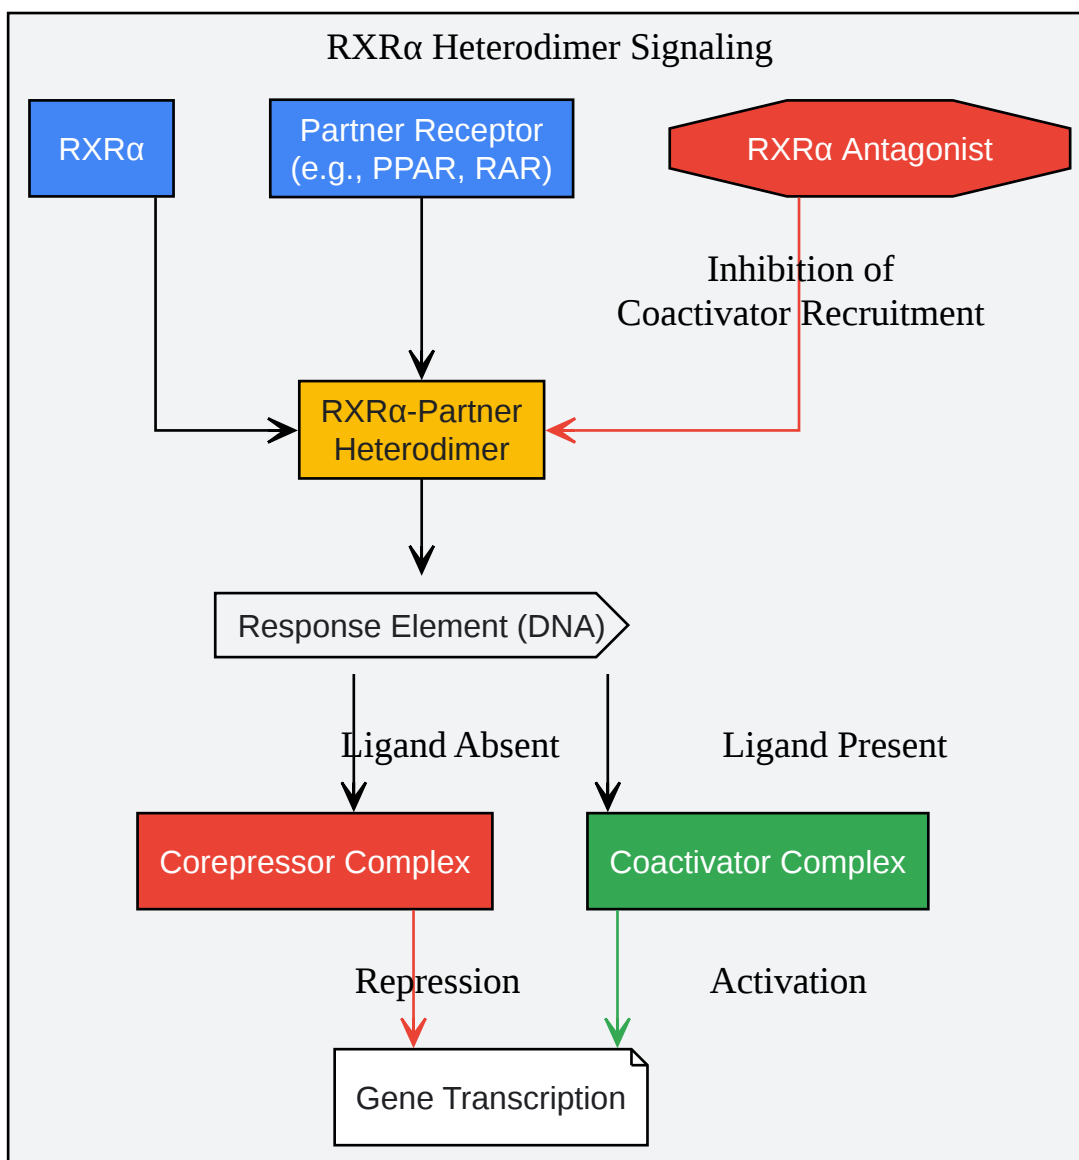 RXRα Heterodimer Signaling
RXRα
Partner Receptor
(e.g., PPAR, RAR)
RXRα Antagonist
Inhibition of
Coactivator Recruitment
RXRα-Partner
Heterodimer
Response Element (DNA)
Ligand Absent
Ligand Present
Corepressor Complex
Coactivator Complex
Repression
Activation
Gene Transcription